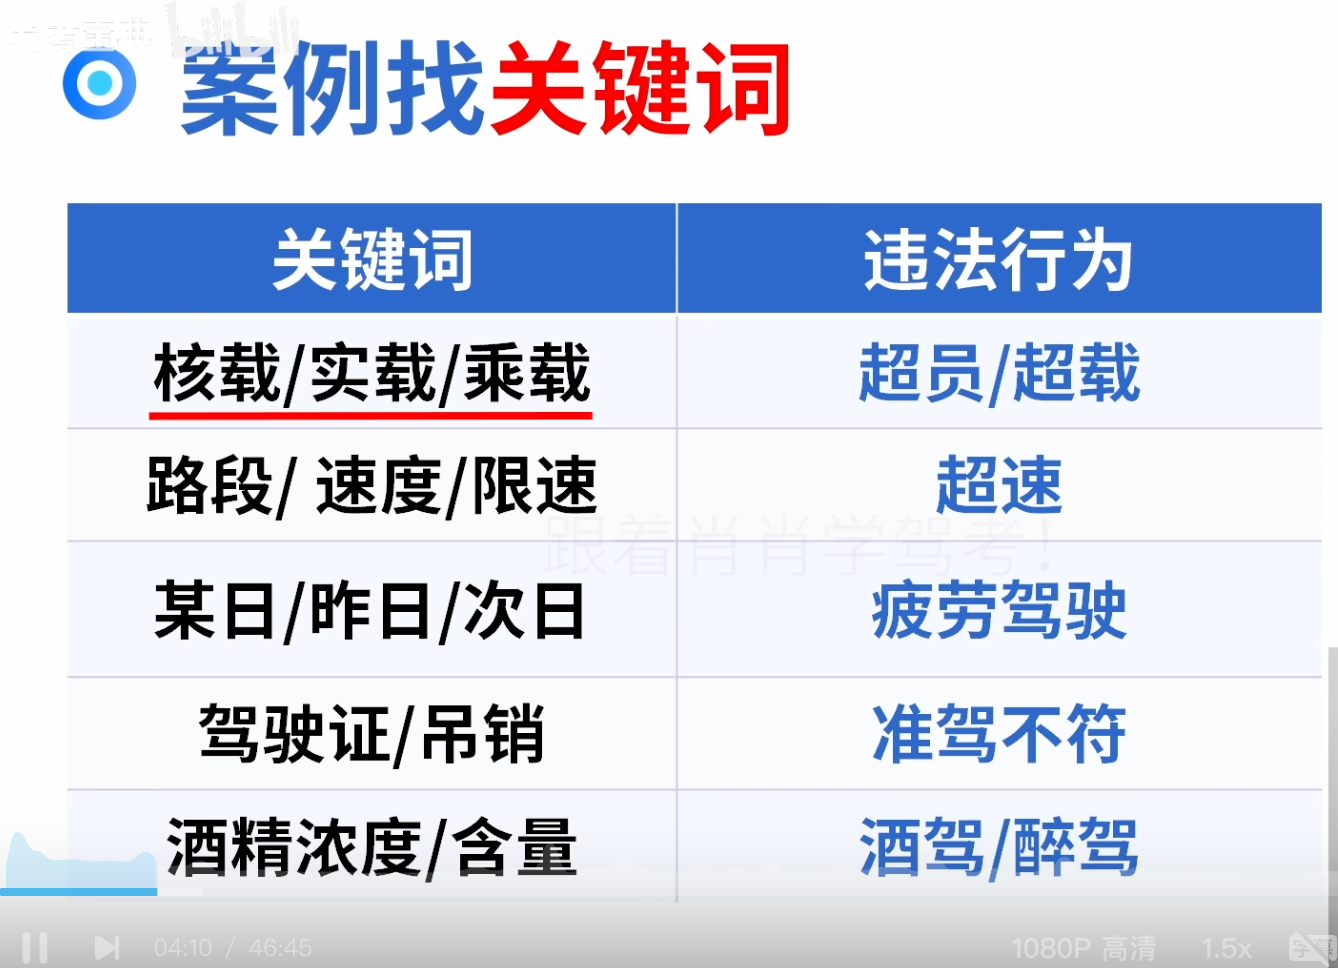 bilibili
案例找关键词
关键词 违法行为
核载/实载/乘载 超员/超载
路段/ 速度/限速 超速
跟着肖肖学驾考!
某日/昨日/次日 疲劳驾驶
驾驶证/吊销 准驾不符
酒精浓度/含量 酒驾/醉驾
04:10 / 46:45 1080P 高清 1.5x